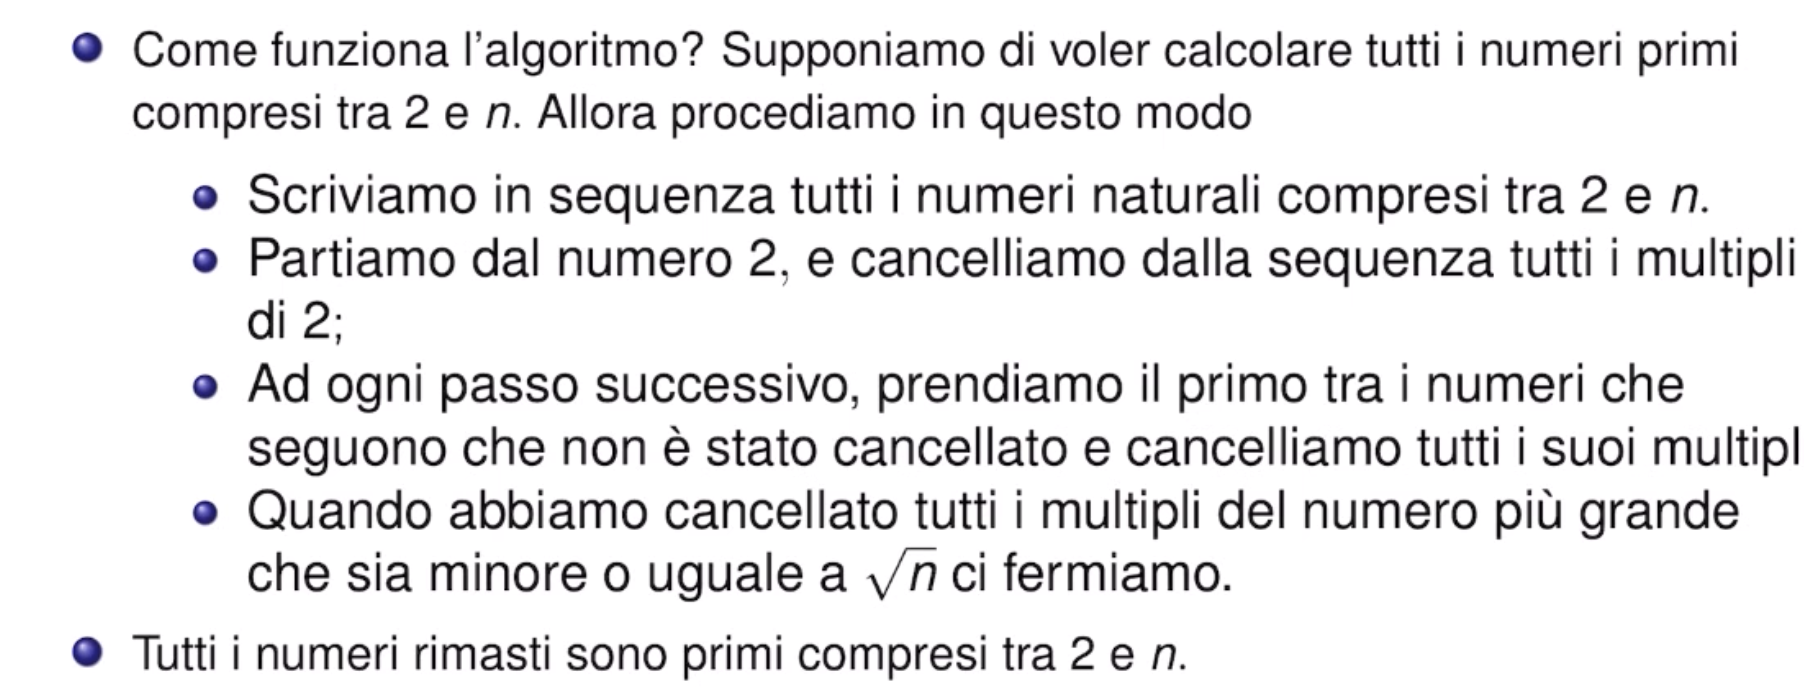 Come funziona l'algoritmo? Supponiamo di voler calcolare tutti i numeri primi
compresi tra 2 e n. Allora procediamo in questo modo
Scriviamo in sequenza tutti i numeri naturali compresi tra 2 e n.
Partiamo dal numero 2, e cancelliamo dalla sequenza tutti i multipli
di 2;
Ad ogni passo successivo, prendiamo il primo tra i numeri che
seguono che non è stato cancellato e cancelliamo tutti i suoi multipl
Quando abbiamo cancellato tutti i multipli del numero più grande
che sia minore o uguale a √n ci fermiamo.
Tutti i numeri rimasti sono primi compresi tra 2 e n.